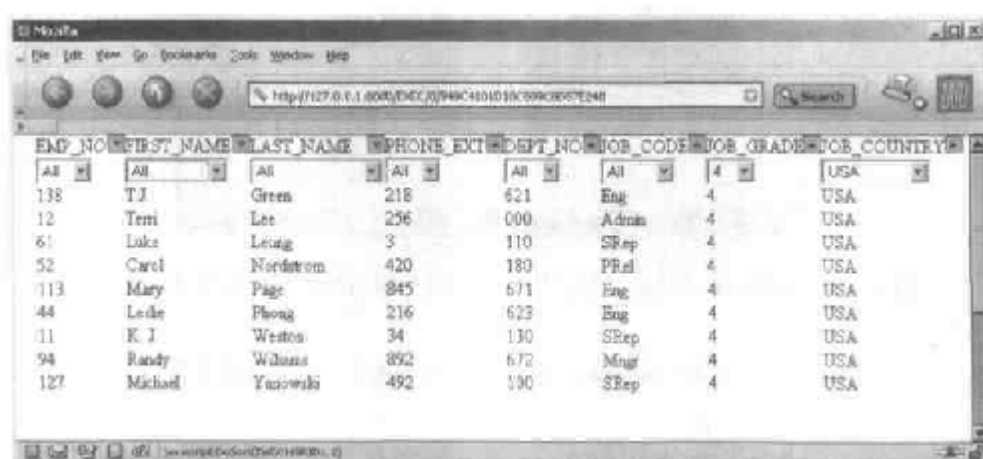 Mozilla
File Edit View Go Bookmarks Tools Window Help
Search
EMP_NO FIRST_NAME LAST_NAME PHONE_EXT DEPT_NO JOB_CODE JOB_GRADE JOB_COUNTRY
All All All All All All 4 USA
138 T.J. Green 218 621 Eng 4 USA
12 Terri Lee 256 000 Admin 4 USA
61 Luke Leung 3 110 SRep 4 USA
52 Carol Nordstrom 420 180 PRel 4 USA
113 Mary Page 845 671 Eng 4 USA
44 Leslie Phong 216 623 Eng 4 USA
11 K. J. Weston 34 130 SRep 4 USA
94 Randy Williams 892 672 Mngr 4 USA
127 Michael Yanowski 492 100 SRep 4 USA